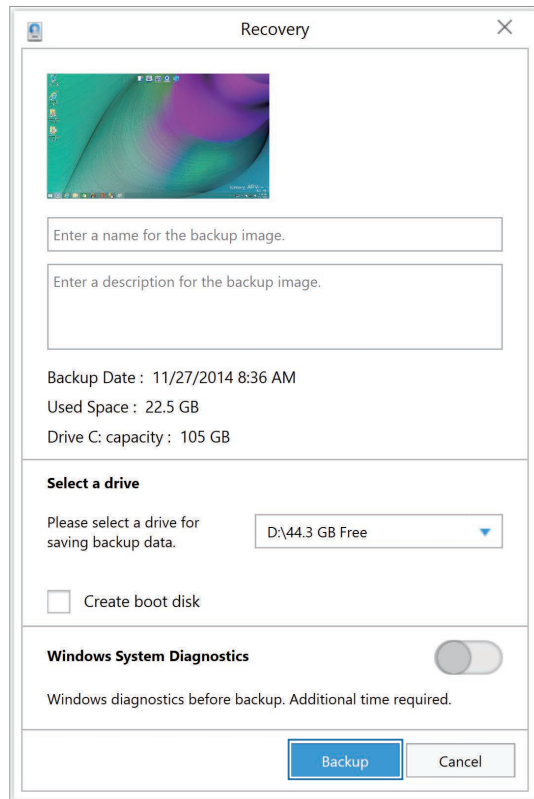 Recovery
Enter a name for the backup image.
Enter a description for the backup image.
Backup Date : 11/27/2014 8:36 AM
Used Space : 22.5 GB
Drive C: capacity : 105 GB
Select a drive
Please select a drive for
saving backup data.
D:\44.3 GB Free
Create boot disk
Windows System Diagnostics
Windows diagnostics before backup. Additional time required.
Backup
Cancel